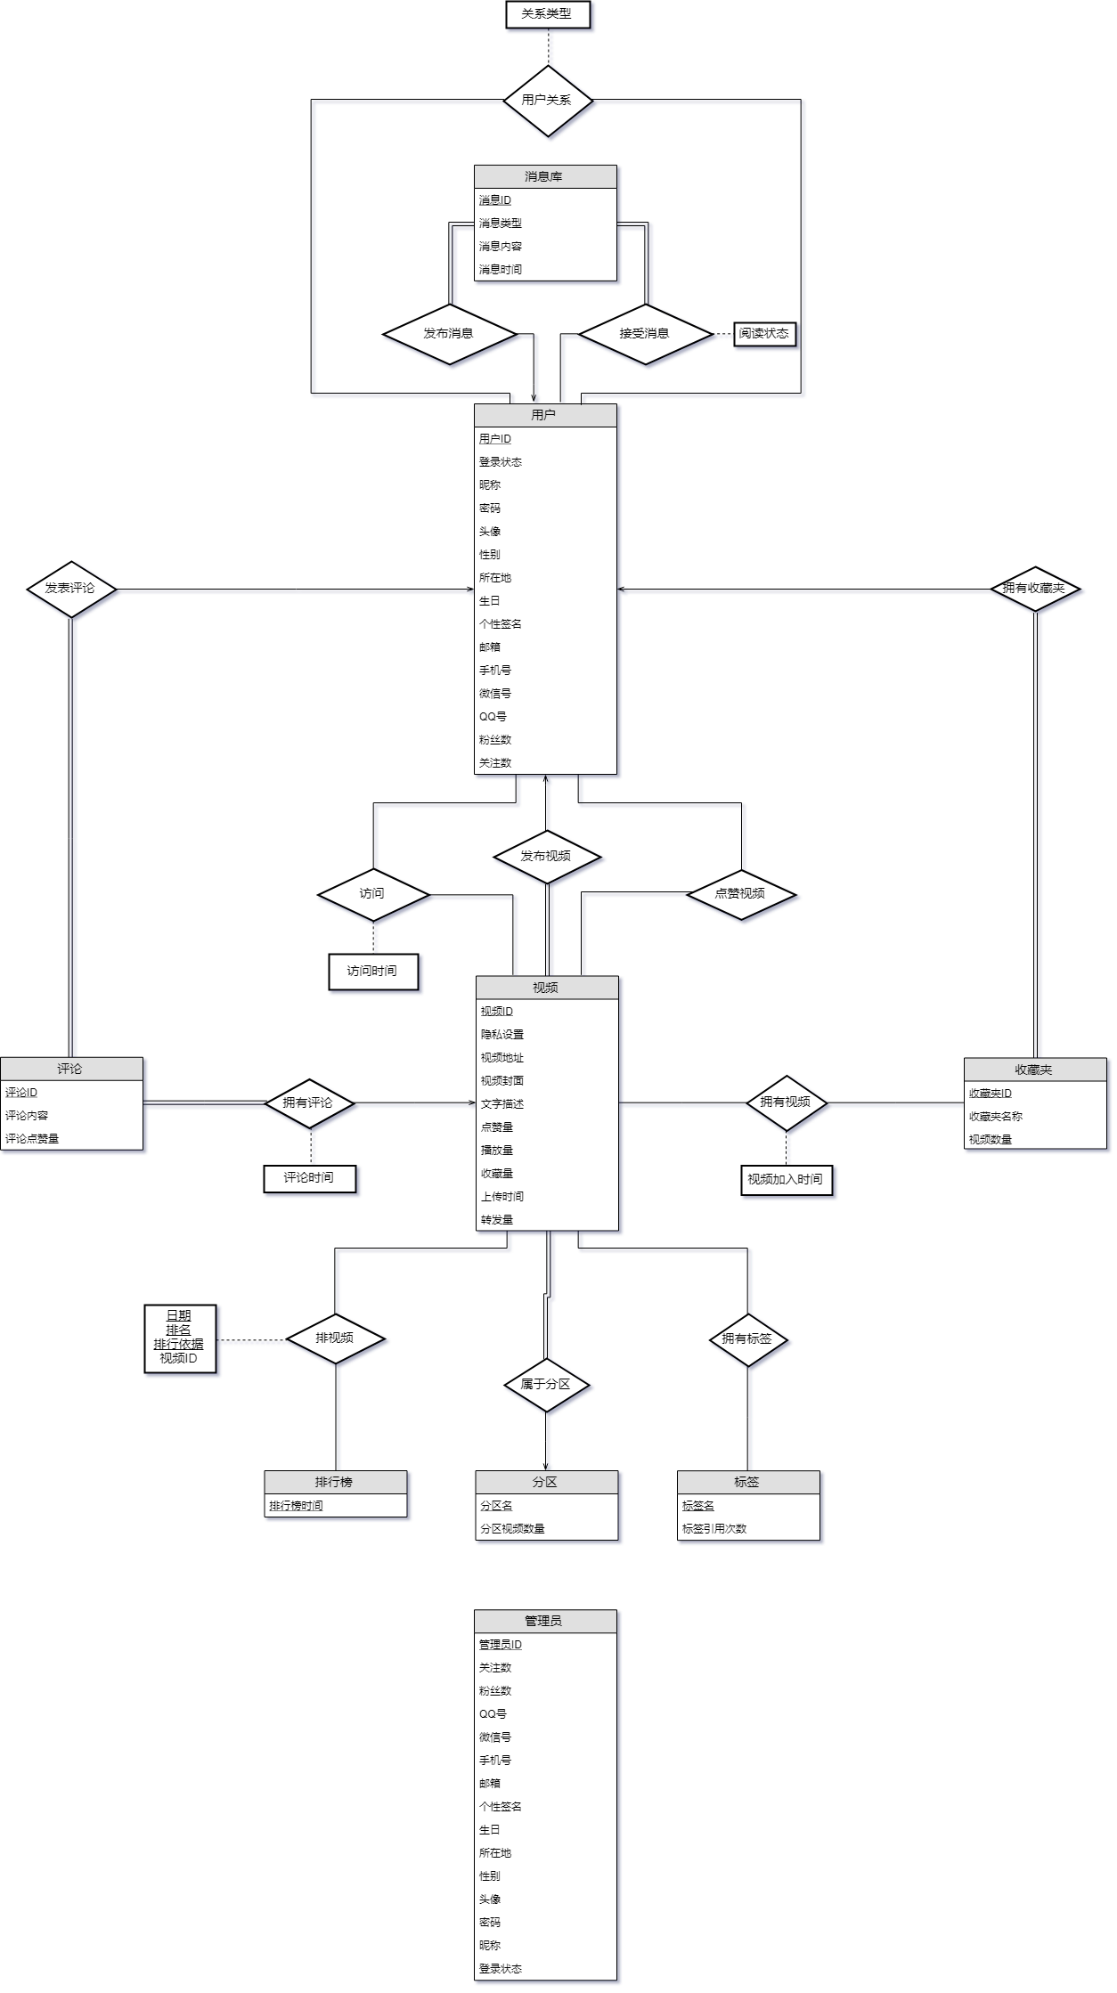 关系类型
用户关系
消息库
消息ID
消息类型
消息内容
消息时间
发布消息
接受消息
阅读状态
用户
用户ID
登录状态
昵称
密码
头像
性别
所在地
生日
个性签名
邮箱
手机号
微信号
QQ号
粉丝数
关注数
发表评论
拥有收藏夹
发布视频
访问
点赞视频
访问时间
视频
视频ID
隐私设置
视频地址
视频封面
文字描述
点赞量
播放量
收藏量
上传时间
转发量
评论
评论ID
评论内容
评论点赞量
拥有评论
评论时间
拥有视频
视频加入时间
收藏夹
收藏夹ID
收藏夹名称
视频数量
日期
排名
排行依据
视频ID
排视频
属于分区
拥有标签
排行榜
排行榜时间
分区
分区名
分区视频数量
标签
标签名
标签引用次数
管理员
管理员ID
关注数
粉丝数
QQ号
微信号
手机号
邮箱
个性签名
生日
所在地
性别
头像
密码
昵称
登录状态